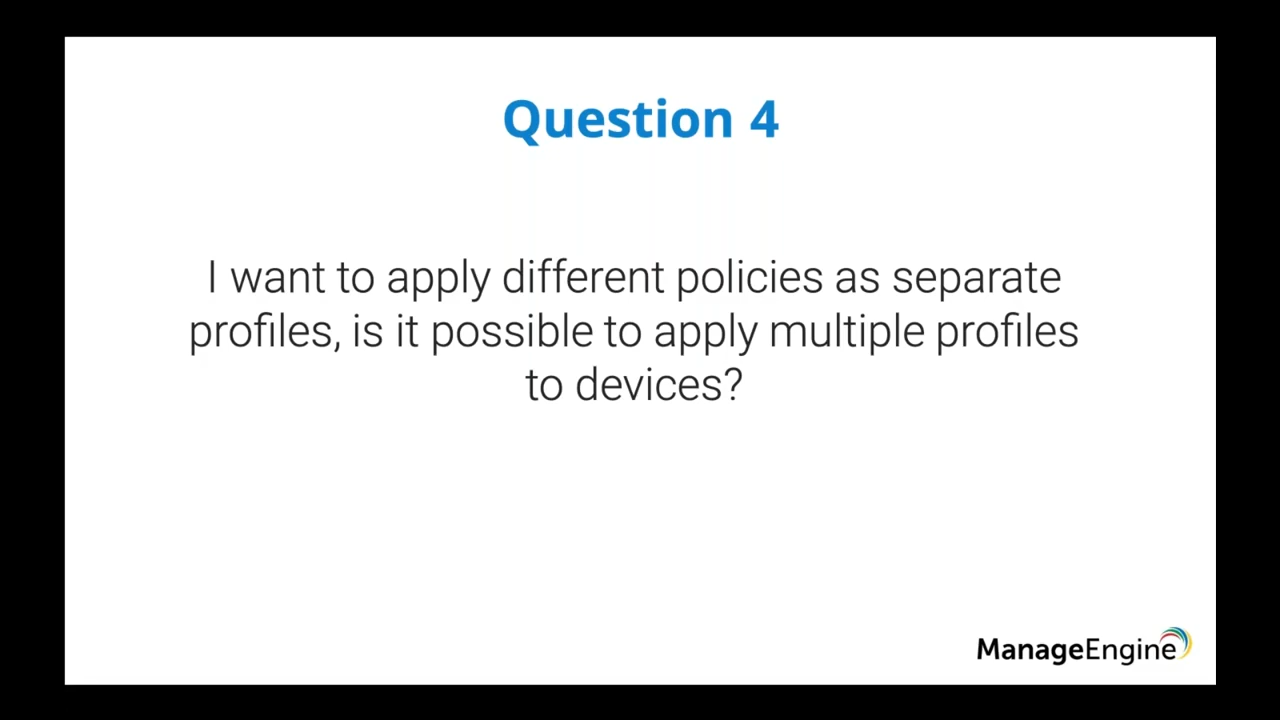 Question 4
I want to apply different policies as separate
profiles, is it possible to apply multiple profiles
to devices?
ManageEngine